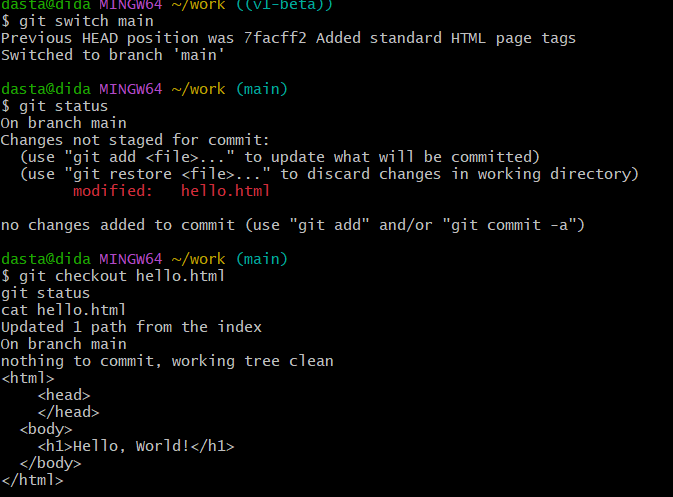 dasta@dida MINGW64 ~/work ((v1-beta))
$ git switch main
Previous HEAD position was 7facff2 Added standard HTML page tags
Switched to branch 'main'

dasta@dida MINGW64 ~/work (main)
$ git status
On branch main
Changes not staged for commit:
  (use "git add <file>..." to update what will be committed)
  (use "git restore <file>..." to discard changes in working directory)
        modified:   hello.html

no changes added to commit (use "git add" and/or "git commit -a")

dasta@dida MINGW64 ~/work (main)
$ git checkout hello.html
git status
cat hello.html
Updated 1 path from the index
On branch main
nothing to commit, working tree clean
<html>
    <head>
    </head>
  <body>
    <h1>Hello, World!</h1>
  </body>
</html>